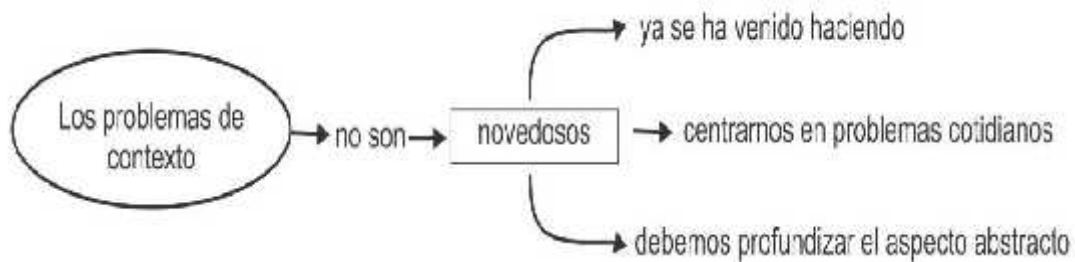 ya se ha venido haciendo
Los problemas de
contexto
no son
novedosos
centrarnos en problemas cotidianos
debemos profundizar el aspecto abstracto